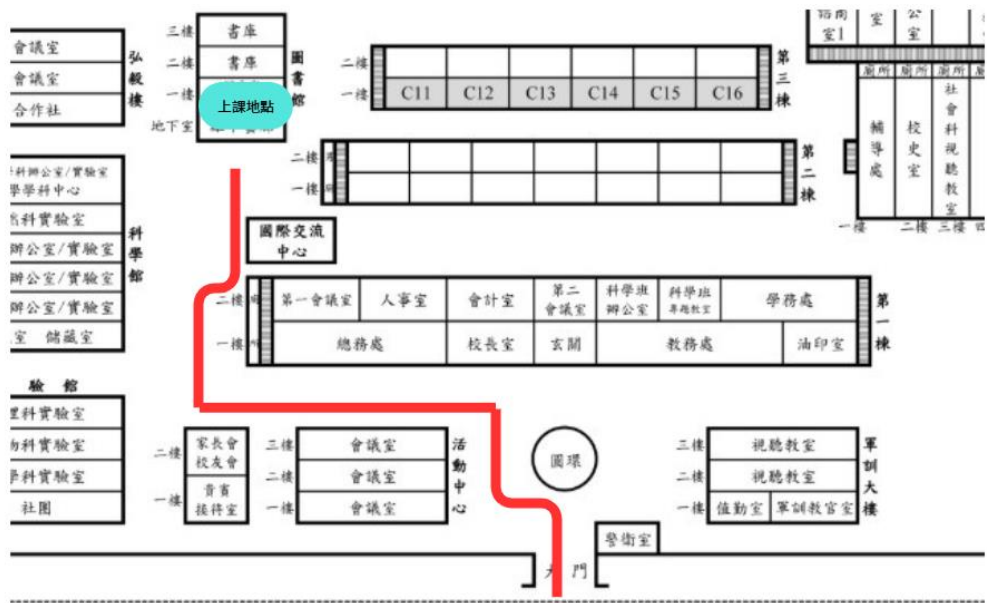 會議室
會議室
合作社
弘毅樓
三樓 書庫
二樓 書庫
一樓
上課地點
地下室
圖書館
二樓
一樓 C11 C12 C13 C14 C15 C16
第三棟
二樓
一樓
第二棟
室
公室
廁所 廁所 廁所
輔導處
校史室
社會科視聽教室
一樓 二樓 三樓 四
學科中心
科實驗室
辦公室/實驗室
辦公室/實驗室
辦公室/實驗室
室 儲藏室
科學館
國際交流
中心
二樓 第一會議室 人事室 會計室 第二會議室 科學班辦公室 科學班專題教室 學務處
一樓 總務處 校長室 玄關 教務處 油印室
第一棟
驗館
理科實驗室
物科實驗室
學科實驗室
社團
二樓 家長會
校友會
一樓 貴賓
接待室
三樓 會議室
二樓 會議室
一樓 會議室
活動中心
圓環
三樓 視聽教室
二樓 視聽教室
一樓 值勤室 軍訓教官室
軍訓大樓
警衛室
大門